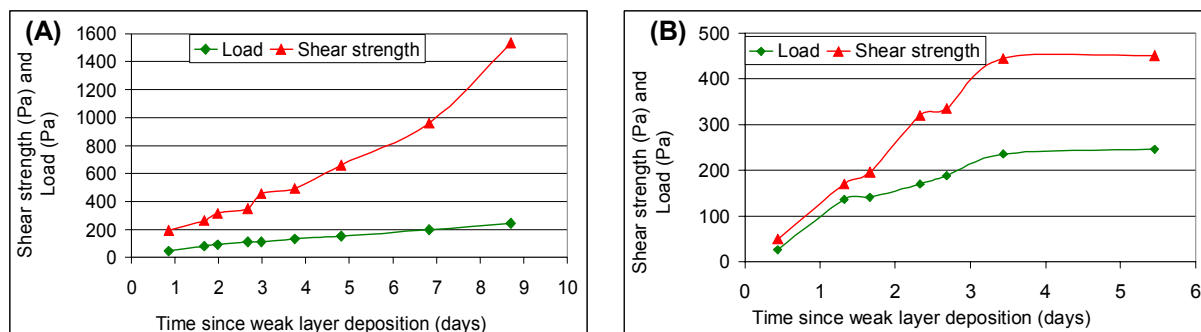 (A)
Load Shear strength
Shear strength (Pa) and
Load (Pa)
1600
1400
1200
1000
800
600
400
200
0
0 1 2 3 4 5 6 7 8 9 10
Time since weak layer deposition (days)
(B)
Load Shear strength
Shear strength (Pa) and
Load (Pa)
500
400
300
200
100
0
0 1 2 3 4 5 6
Time since weak layer deposition (days)